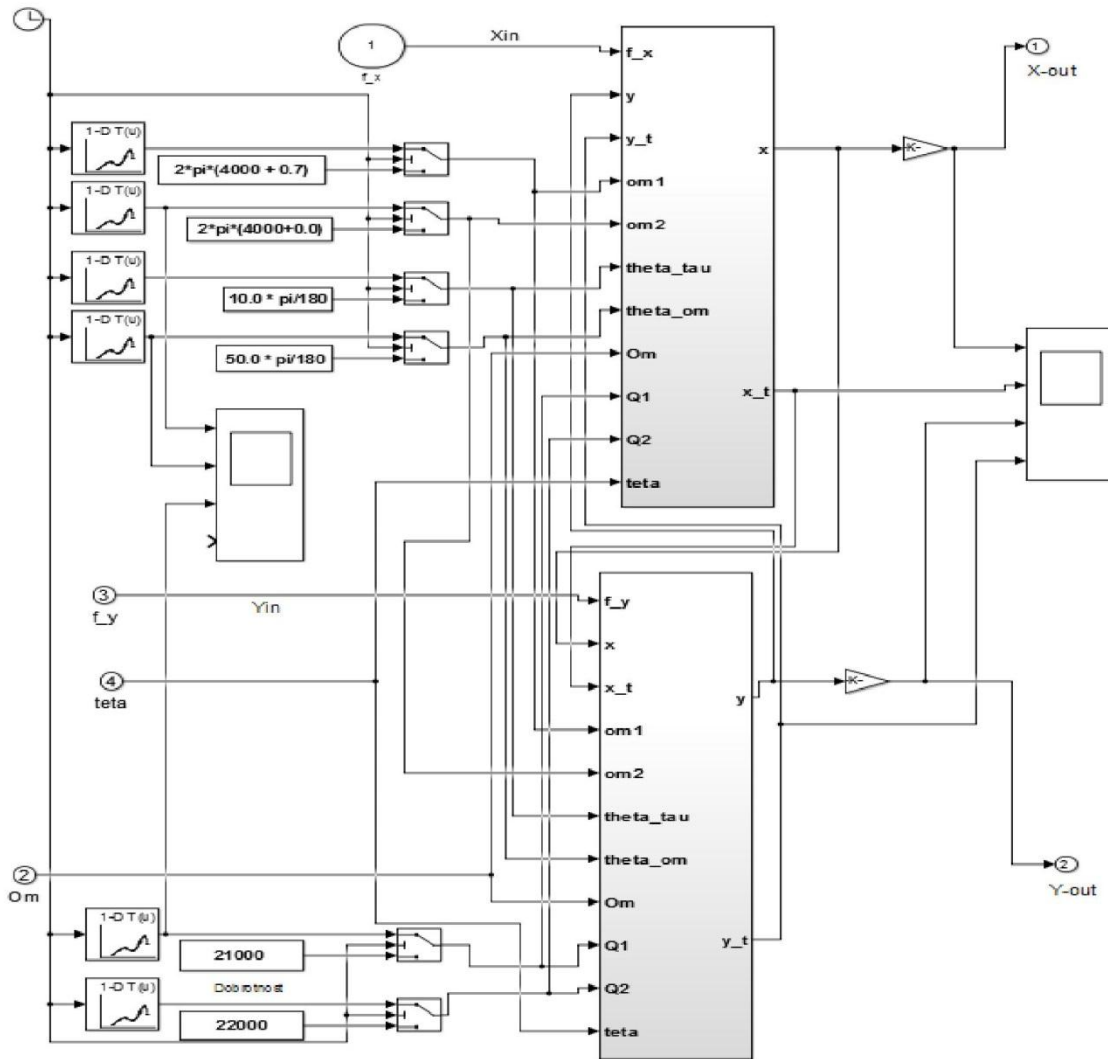 1
f_x
Xin
f_x
y
y_t
om1
om2
theta_tau
theta_om
Om
Q1
Q2
teta
x
x_t
K-
1
X-out
1-D T(u)
2*pi*(4000 + 0.7)
1-D T(u)
2*pi*(4000+0.0)
1-D T(u)
10.0 * pi/180
1-D T(u)
50.0 * pi/180
3
f_y
Yin
4
teta
2
Om
f_y
x
x_t
om1
om2
theta_tau
theta_om
Om
Q1
Q2
teta
y
y_t
K-
2
Y-out
1-D T(u)
21000
Dobrotnost
1-D T(u)
22000